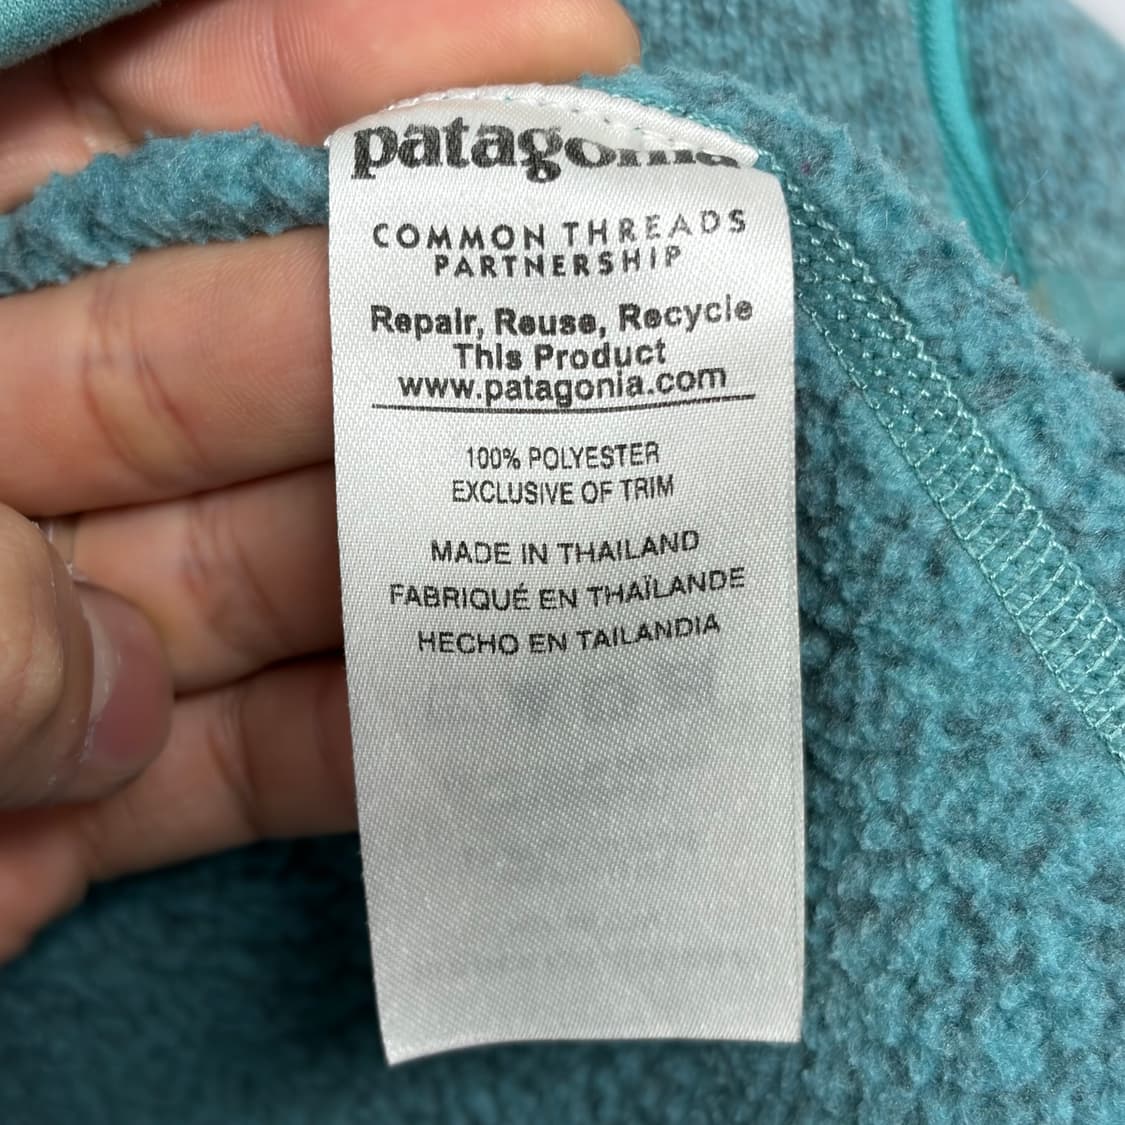 patagonia
COMMON THREADS
PARTNERSHIP
Repair, Reuse, Recycle
This Product
www.patagonia.com
100% POLYESTER
EXCLUSIVE OF TRIM
MADE IN THAILAND
FABRIQUÉ EN THAÏLANDE
HECHO EN TAILANDIA